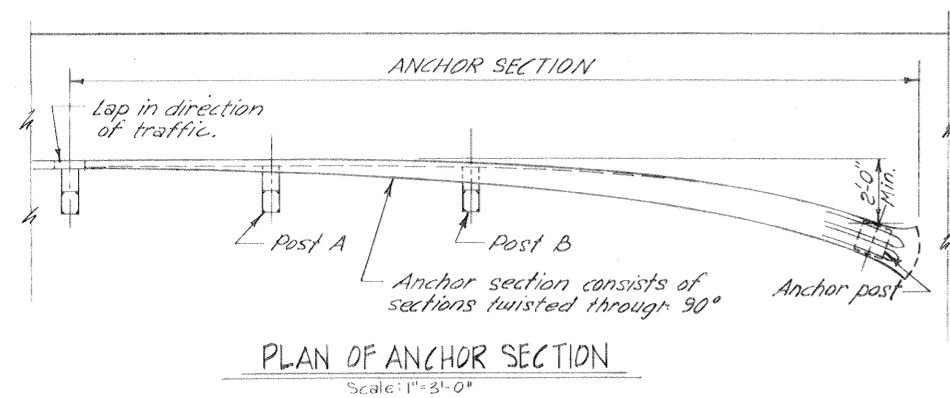 ANCHOR SECTION
Lap in direction
of traffic.
2'-0"
Min.
Post A
Post B
Anchor section consists of
sections twisted through 90°
Anchor post
PLAN OF ANCHOR SECTION
Scale: 1"=3'-0"